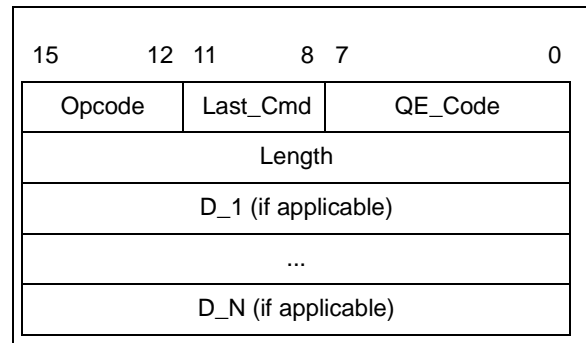 15 12 11 8 7 0
Opcode Last_Cmd QE_Code
Length
D_1 (if applicable)
...
D_N (if applicable)